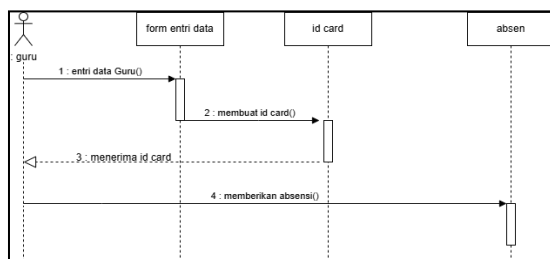 form entri data
id card
absen
: guru
1 : entri data Guru()
2 : membuat id card()
3 : menerima id card
4 : memberikan absensi()